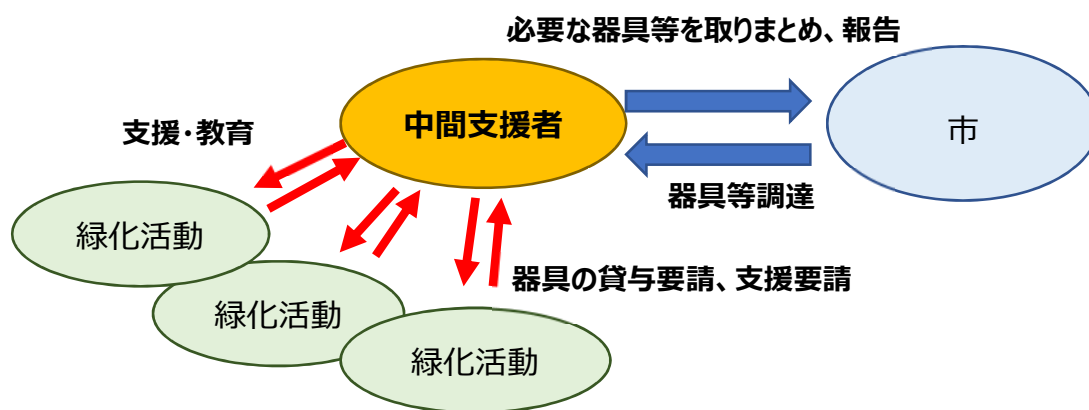 必要な器具等を取りまとめ、報告
中間支援者
市
支援・教育
器具等調達
緑化活動
器具の貸与要請、支援要請
緑化活動
緑化活動